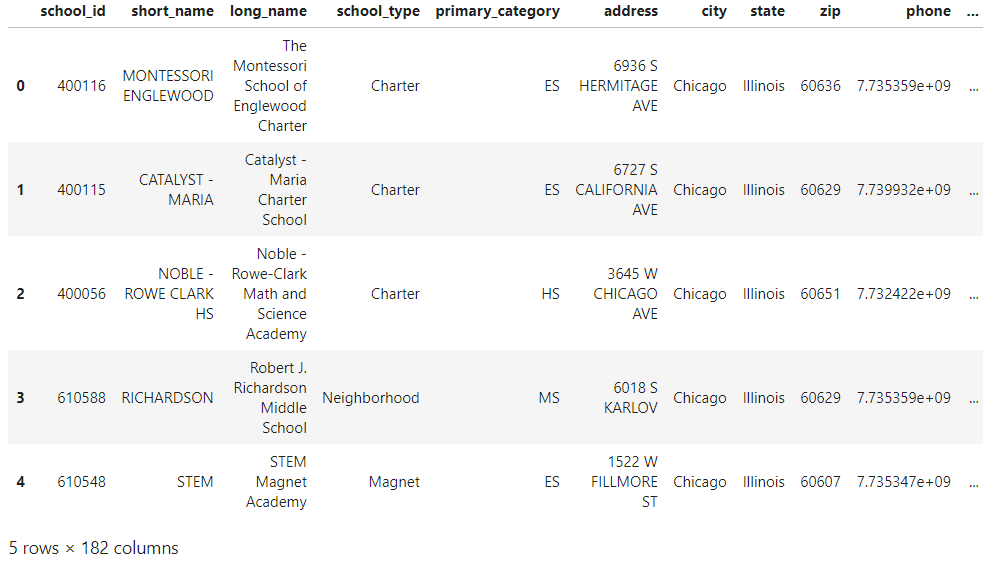 school_id short_name long_name school_type primary_category address city state zip phone ...
The
Montessori
MONTESSORI School of 6936 S
0 400116 ENGLEWOOD Englewood Charter ES HERMITAGE Chicago Illinois 60636 7.735359e+09 ...
Charter AVE
Catalyst -
CATALYST - Maria 6727 S
1 400115 MARIA Charter Charter ES CALIFORNIA Chicago Illinois 60629 7.739932e+09 ...
School AVE
Noble -
NOBLE - Rowe-Clark 3645 W
2 400056 ROWE CLARK Math and Charter HS CHICAGO Chicago Illinois 60651 7.732422e+09 ...
HS Science AVE
Academy
Robert J.
Richardson 6018 S
3 610588 RICHARDSON Middle Neighborhood MS KARLOV Chicago Illinois 60629 7.735359e+09 ...
School
STEM 1522 W
4 610548 STEM Magnet Magnet ES FILLMORE Chicago Illinois 60607 7.735347e+09 ...
Academy ST
5 rows × 182 columns